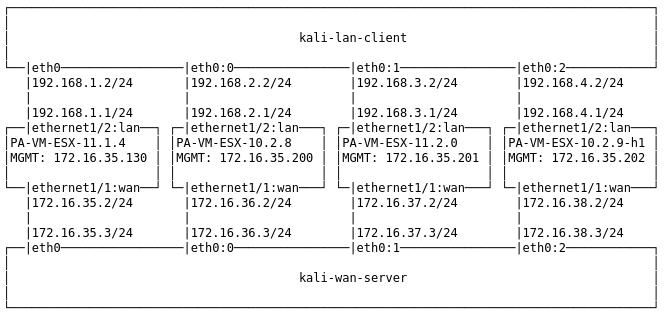 kali-lan-client
eth0 eth0:0 eth0:1 eth0:2
192.168.1.2/24 192.168.2.2/24 192.168.3.2/24 192.168.4.2/24
192.168.1.1/24 192.168.2.1/24 192.168.3.1/24 192.168.4.1/24
ethernet1/2:lan ethernet1/2:lan ethernet1/2:lan ethernet1/2:lan
PA-VM-ESX-11.1.4 PA-VM-ESX-10.2.8 PA-VM-ESX-11.2.0 PA-VM-ESX-10.2.9-h1
MGMT: 172.16.35.130 MGMT: 172.16.35.200 MGMT: 172.16.35.201 MGMT: 172.16.35.202
ethernet1/1:wan ethernet1/1:wan ethernet1/1:wan ethernet1/1:wan
172.16.35.2/24 172.16.36.2/24 172.16.37.2/24 172.16.38.2/24
172.16.35.3/24 172.16.36.3/24 172.16.37.3/24 172.16.38.3/24
eth0 eth0:0 eth0:1 eth0:2
kali-wan-server